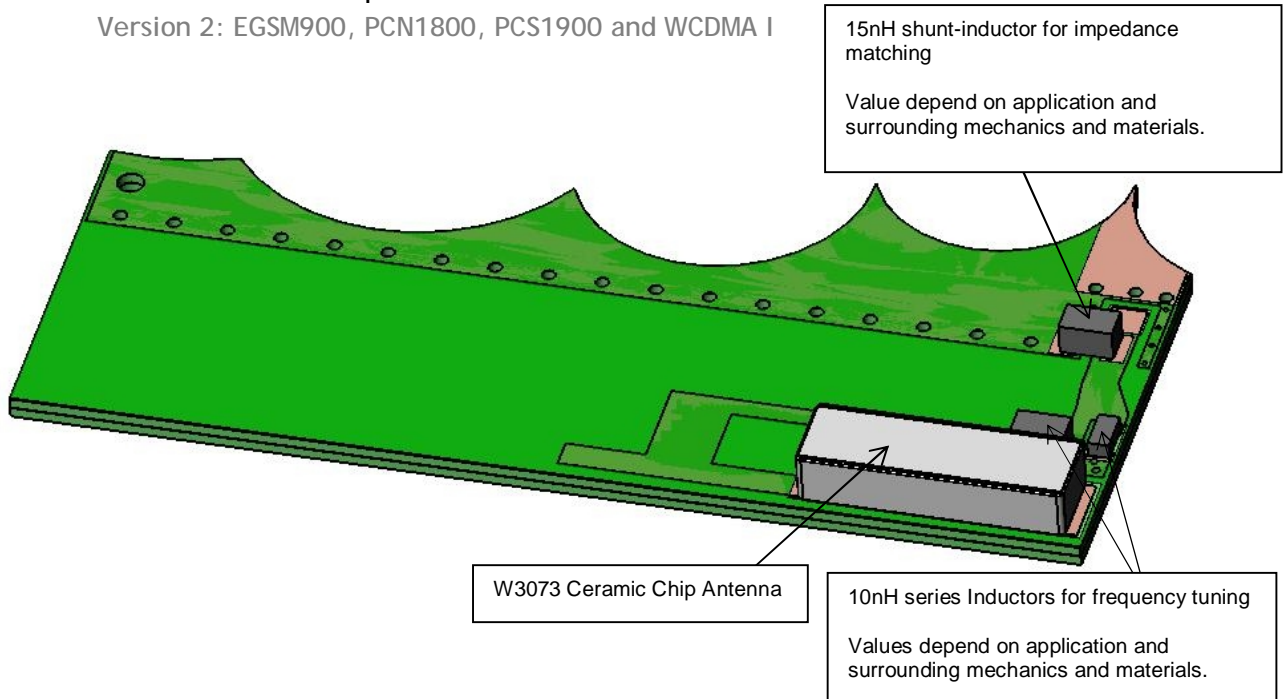 Version 2: EGSM900, PCN1800, PCS1900 and WCDMA I
15nH shunt-inductor for impedance
matching
Value depend on application and
surrounding mechanics and materials.
W3073 Ceramic Chip Antenna
10nH series Inductors for frequency tuning
Values depend on application and
surrounding mechanics and materials.